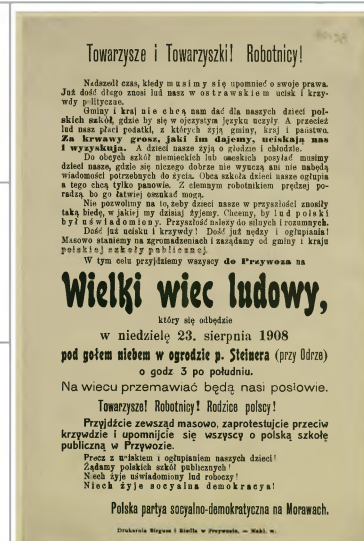 Towarzysze i Towarzyszki! Robotnicy!
Nadszedł czas, kiedy musimy się upomnieć o swoje prawa.
Już dość długo znosi lud nasz w ostrawskiem ucisk i krzy-
wdy polityczne.
Gminy i kraj nie chcą nam dać dla naszych dzieci pol-
skich szkół, gdzie by się w ojczystym języku uczyły. A przecież
lud nasz płaci podatki, z których żyją gminy, kraj i państwo.
Za krwawy grosz, jaki im dajemy, uciskają nas
i wyzyskują. A dzieci nasze żyją o głodzie i chłodzie.
Do obcych szkół niemieckich lub czeskich posyłać musimy
dzieci nasze, gdzie się niczego dobrze nie wyuczą ani nie nabędą
wiadomości potrzebnych do życia. Obca szkoła dzieci nasze ogłupia
a tego chcą tylko panowie. Z ciemnym robotnikiem prędzej po-
radzą bo go łatwiej oszukać mogą.
Nie pozwolimy na to, żeby dzieci nasze w przyszłości znosiły
taką biedę, w jakiej my dzisiaj żyjemy. Chcemy, by lud polski
był uświadomiony. Przyszłość należy do silnych i rozumnych.
Dość już ucisku i krzywdy! Dość już nędzy i ogłupiania!
Masowo staniemy na zgromadzeniach i zażądamy od gminy i kraju
polskiej szkoły publicznej.
W tym celu przyjdziemy wszyscy do Przywoza na
Wielki wiec ludowy,
który się odbędzie
w niedzielę 23. sierpnia 1908
pod gołem niebem w ogrodzie p. Steinera (przy Odrze)
o godz 3 po południu.
Na wiecu przemawiać będą nasi posłowie.
Towarzysze! Robotnicy! Rodzice polscy!
Przyjdźcie zewsząd masowo, zaprotestujcie przeciw
krzywdzie i upomnijcie się wszyscy o polską szkołę
publiczną w Przywozie.
Precz z uciskiem i ogłupianiem naszych dzieci!
Żądamy polskich szkół publicznych!
Niech żyje uświadomiony lud roboczy!
Niech żyje socyalna demokracya!
Polska partya socyalno-demokratyczna na Morawach.
Drukarnia i w Przywozie. — Nakł. w.